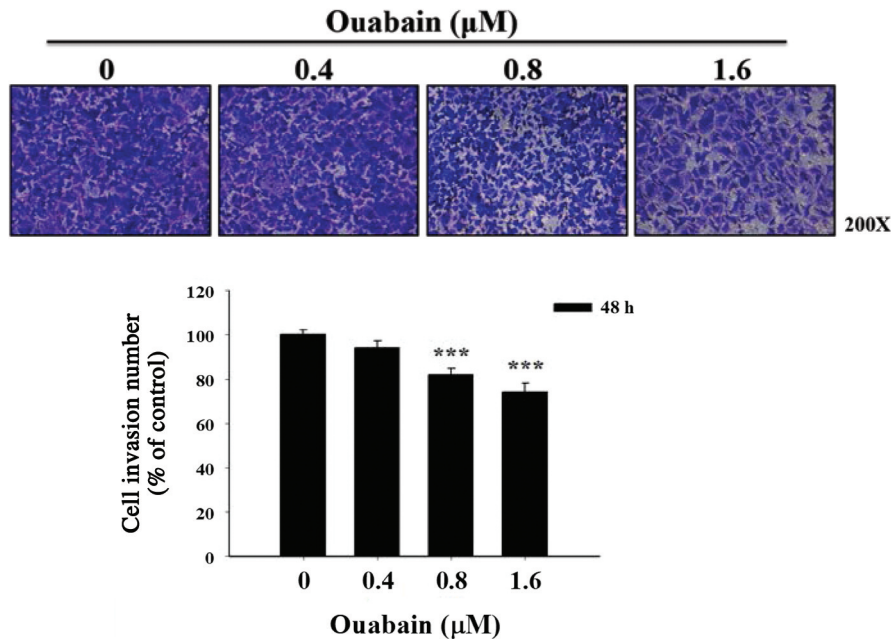 Ouabain (μM)
0 0.4 0.8 1.6
200X
120
100
80
60
40
20
0
Cell invasion number
(% of control)
48 h
*** ***
0 0.4 0.8 1.6
Ouabain (μM)